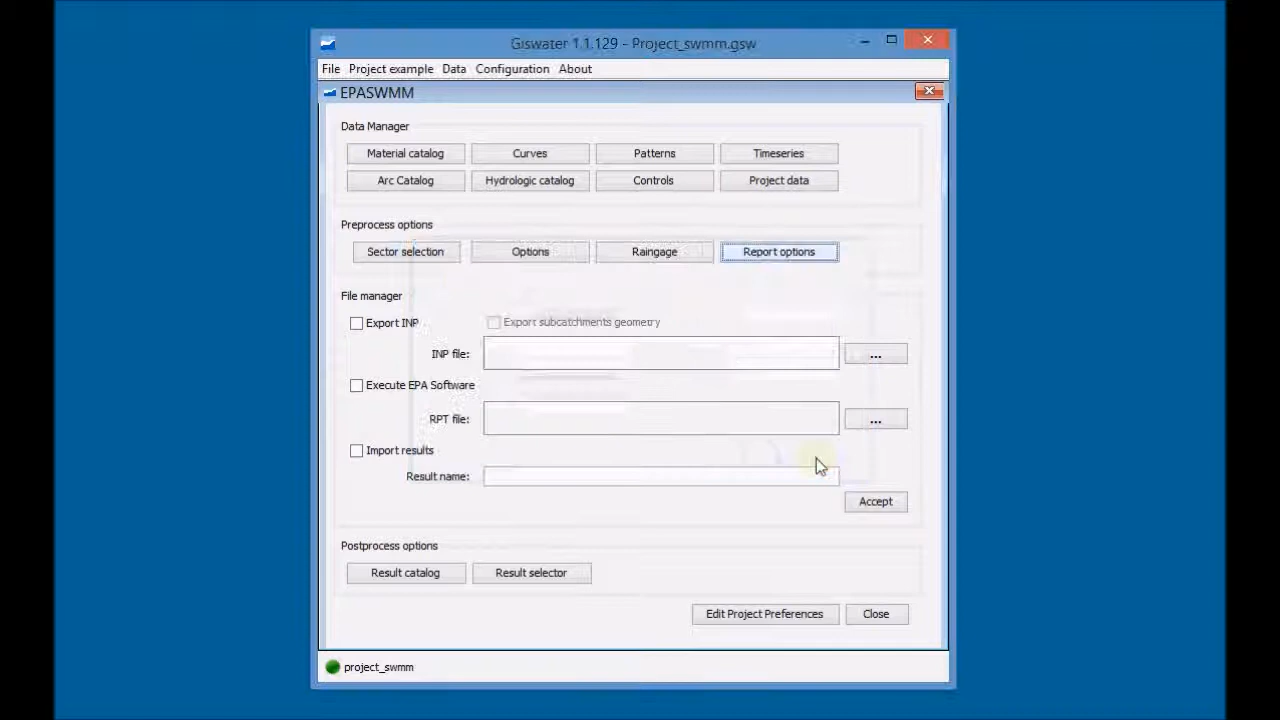 Giswater 1.1.129 - Project_swmm.gsw
File Project example Data Configuration About
EPASWMM
Data Manager
Material catalog Curves Patterns Timeseries
Arc Catalog Hydrologic catalog Controls Project data
Preprocess options
Sector selection Options Raingage Report options
File manager
Export INP Export subcatchments geometry
INP file: ...
Execute EPA Software
RPT file: ...
Import results
Result name:
Accept
Postprocess options
Result catalog Result selector
Edit Project Preferences Close
project_swmm